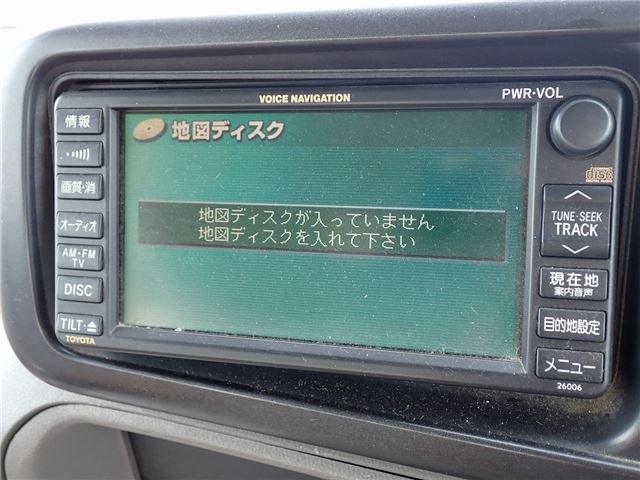 VOICE NAVIGATION
PWR·VOL
情報
画質·消
オーディオ
AM·FM
TV
DISC
TILT·⏏
TOYOTA
地図ディスク
地図ディスクが入っていません
地図ディスクを入れて下さい
disc
TUNE·SEEK
TRACK
現在地
案内音声
目的地設定
メニュー
26006